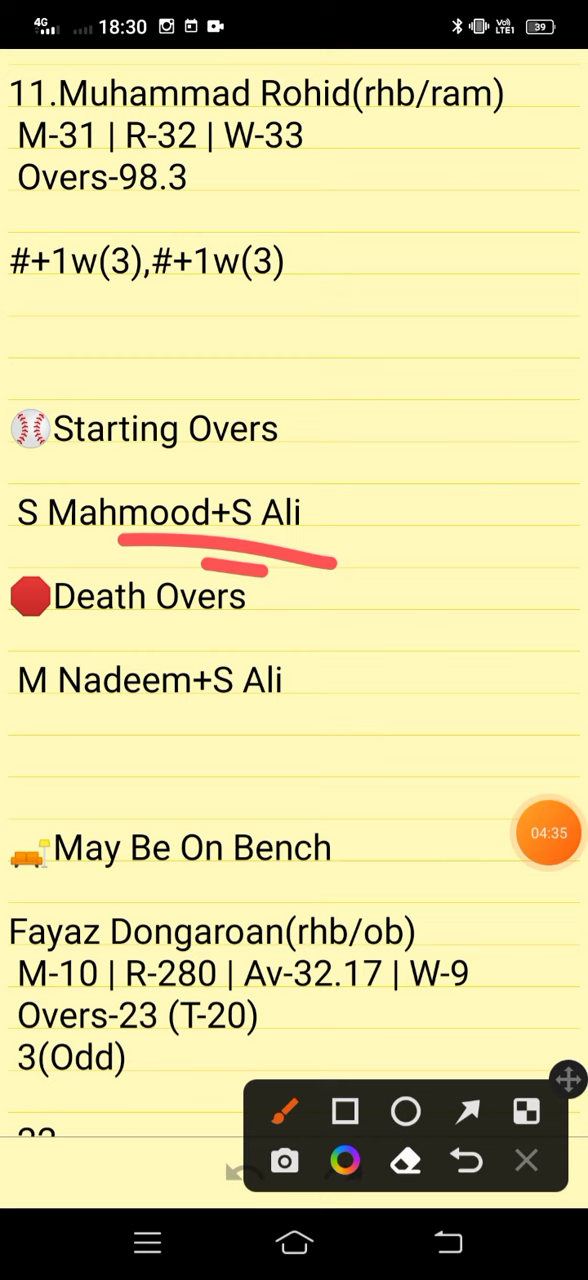 4G 18:30 Vo) LTE1 39
11.Muhammad Rohid(rhb/ram)
M-31 | R-32 | W-33
Overs-98.3
#+1w(3),#+1w(3)
Starting Overs
S Mahmood+S Ali
Death Overs
M Nadeem+S Ali
04:35
May Be On Bench
Fayaz Dongaroan(rhb/ob)
M-10 | R-280 | Av-32.17 | W-9
Overs-23 (T-20)
3(Odd)